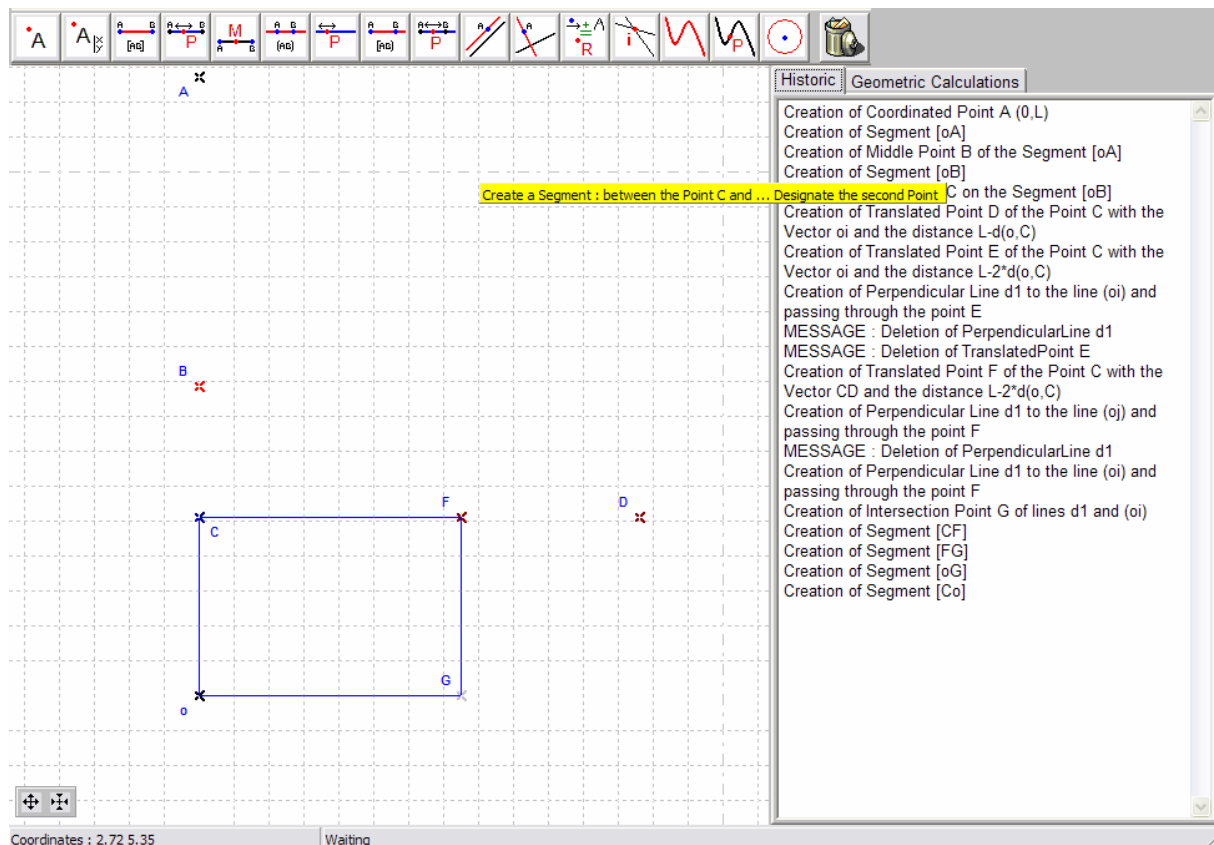 A A x y A B [AB] A B P M A B A B (AB) P A B [AB] A B P A A → + A = R i P
Historic Geometric Calculations
Creation of Coordinated Point A (0,L)
Creation of Segment [oA]
Creation of Middle Point B of the Segment [oA]
Creation of Segment [oB]
Create a Segment : between the Point C and ... Designate the second Point
C on the Segment [oB]
Creation of Translated Point D of the Point C with the
Vector oi and the distance L-d(o,C)
Creation of Translated Point E of the Point C with the
Vector oi and the distance L-2*d(o,C)
Creation of Perpendicular Line d1 to the line (oi) and
passing through the point E
MESSAGE : Deletion of PerpendicularLine d1
MESSAGE : Deletion of TranslatedPoint E
Creation of Translated Point F of the Point C with the
Vector CD and the distance L-2*d(o,C)
Creation of Perpendicular Line d1 to the line (oj) and
passing through the point F
MESSAGE : Deletion of PerpendicularLine d1
Creation of Perpendicular Line d1 to the line (oi) and
passing through the point F
Creation of Intersection Point G of lines d1 and (oi)
Creation of Segment [CF]
Creation of Segment [FG]
Creation of Segment [oG]
Creation of Segment [Co]
A
B
F
D
C
G
o
Coordinates : 2.72 5.35
Waiting